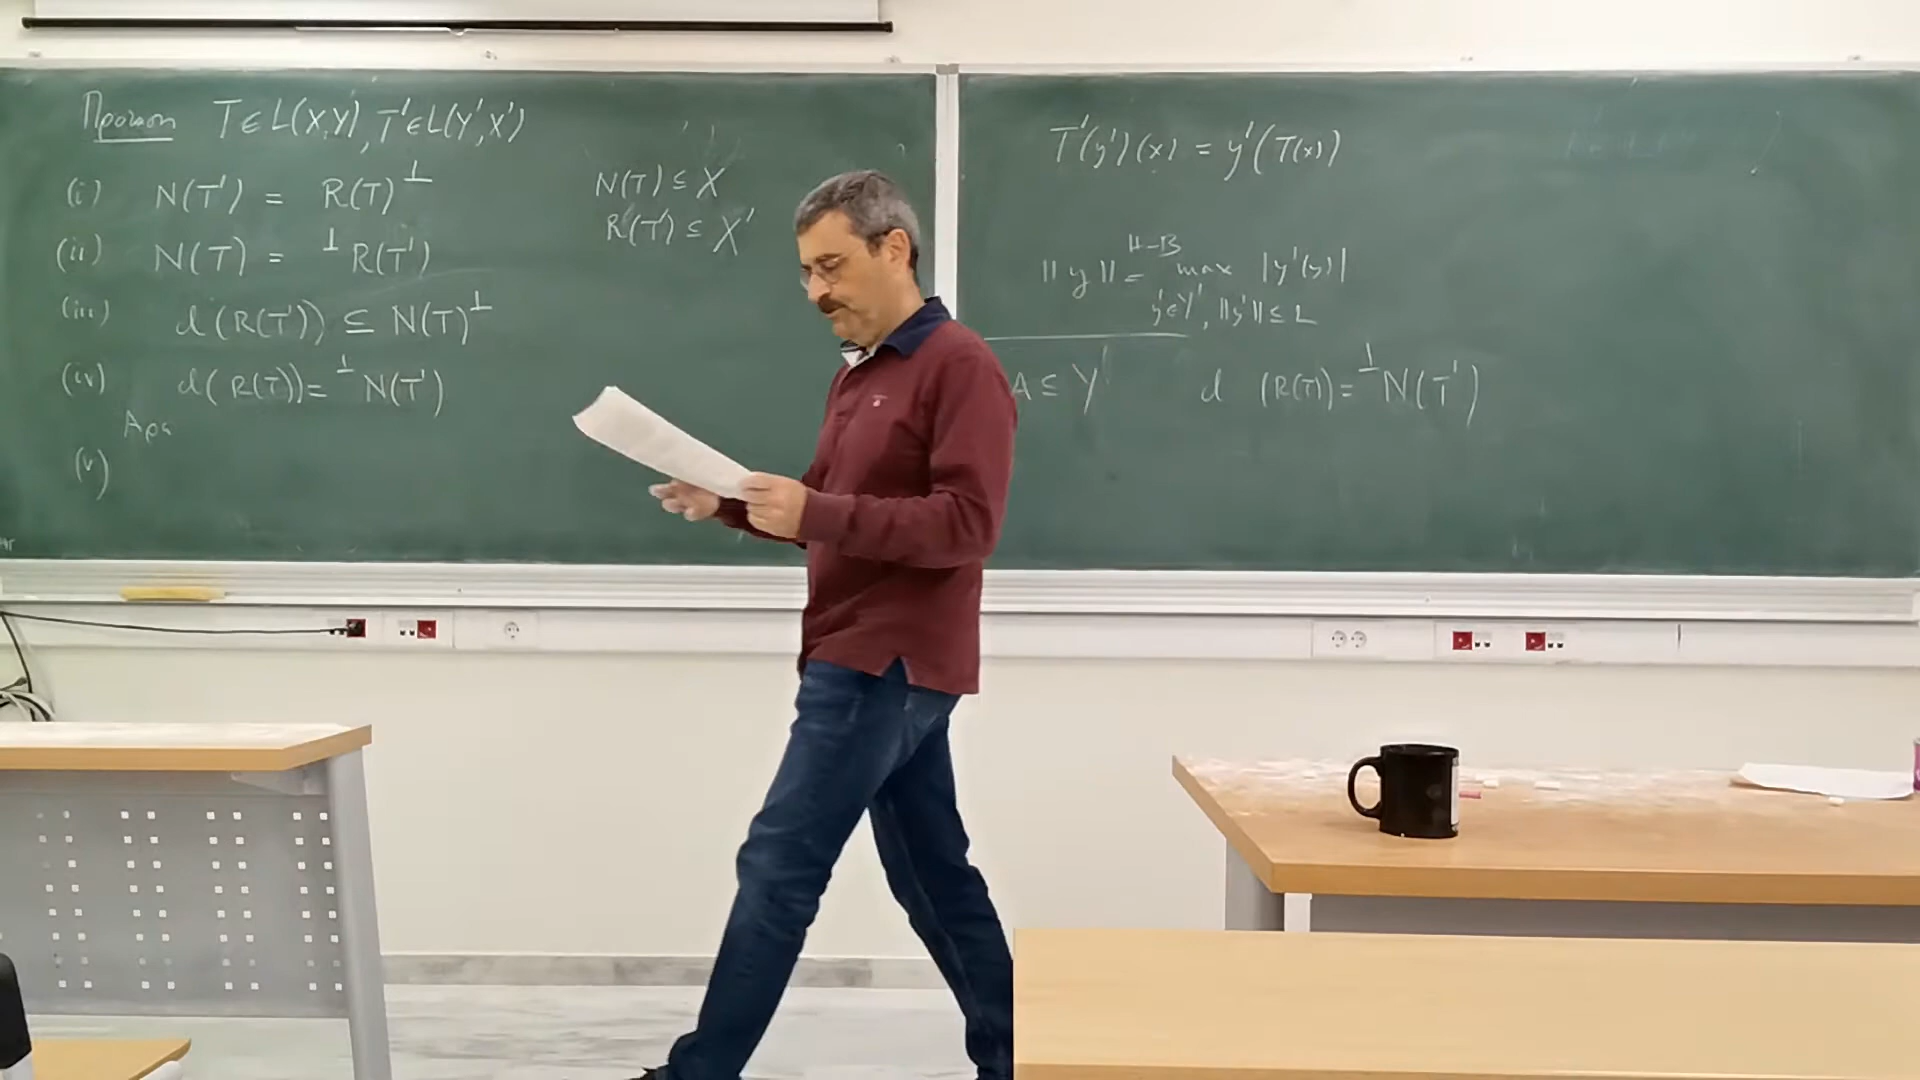 Πρόταση T∈L(X,Y), T'∈L(Y',X')
(i) N(T') = R(T)^⊥
(ii) N(T) = ^⊥R(T')
(iii) cl(R(T')) ⊆ N(T)^⊥
(iv) cl(R(T)) = ^⊥N(T')
Άρα
(v)
N(T) ⊆ X
R(T') ⊆ X'
T'(y')(x) = y'(T(x))
||y|| = max |y'(y)|
H-B
y'∈Y', ||y'|| ≤ 1
A ⊆ Y' cl (R(T)) = ^⊥N(T')